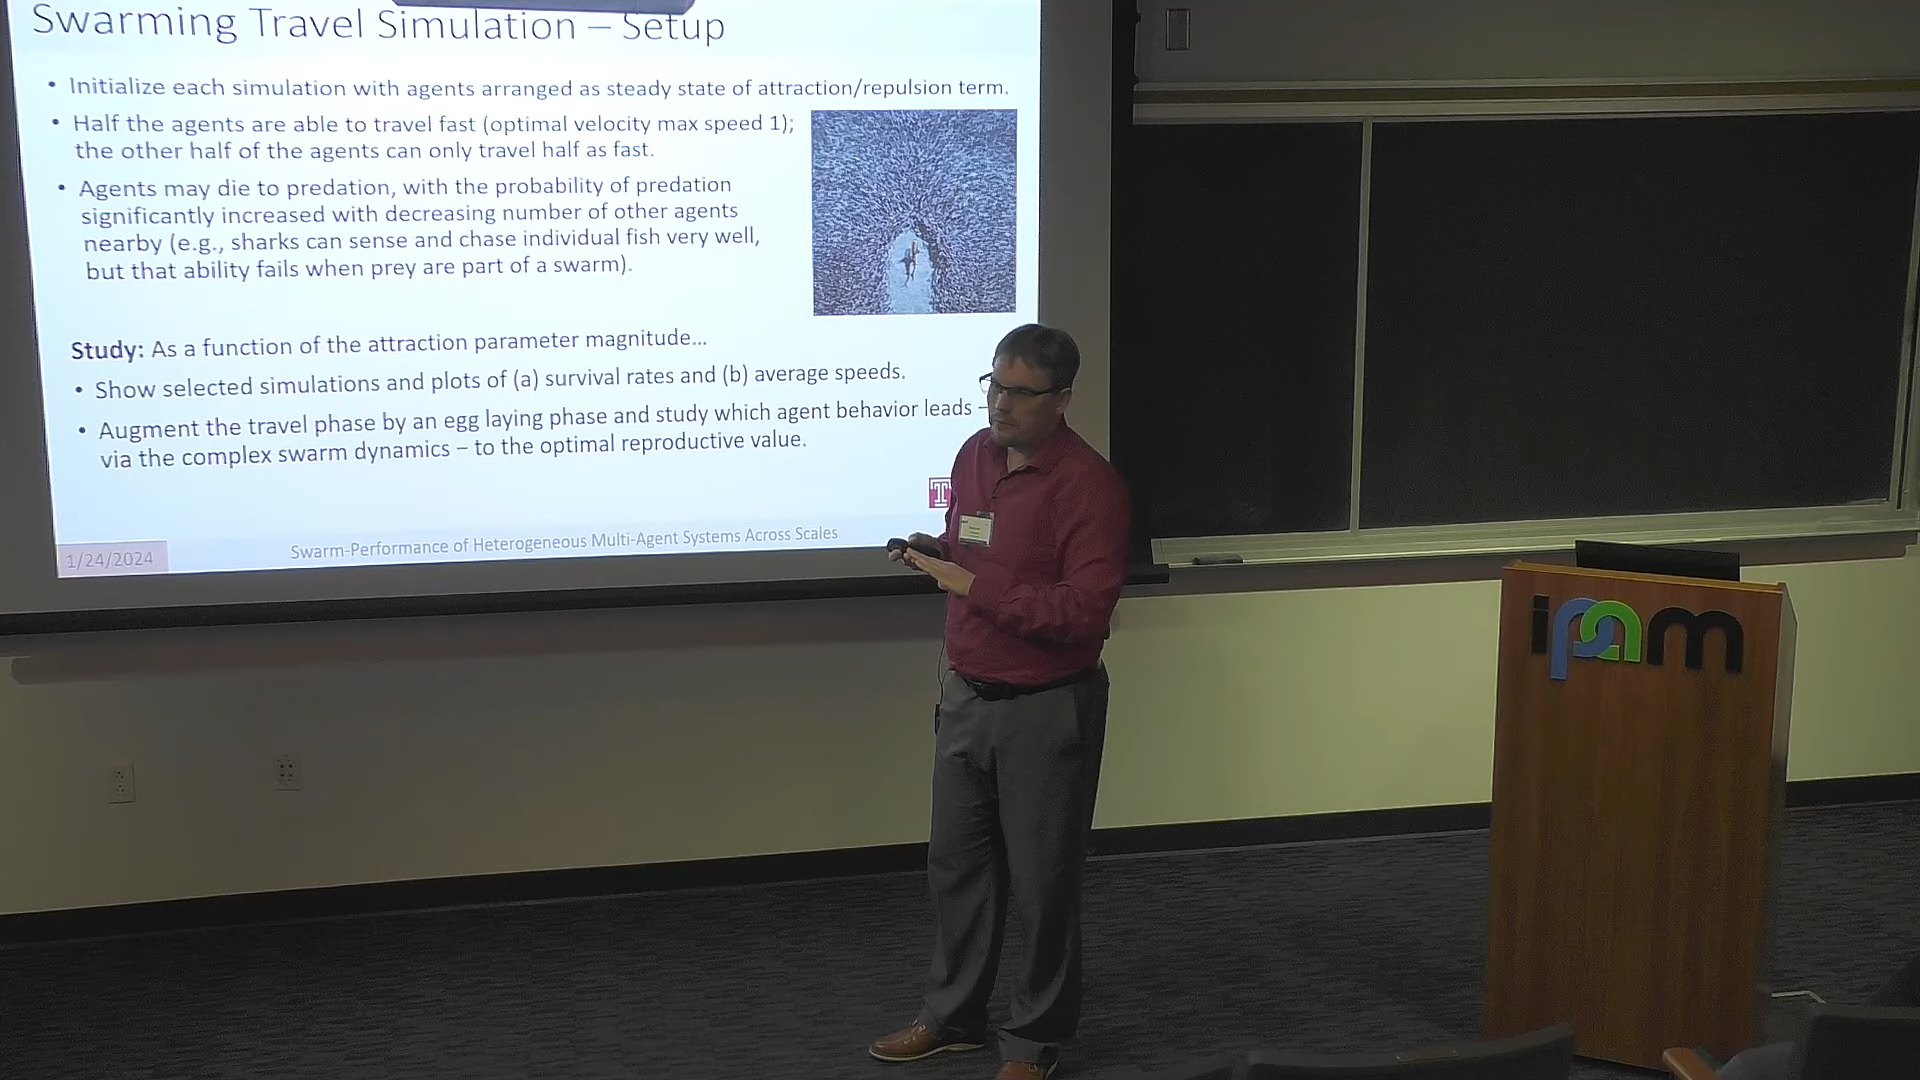 Swarming Travel Simulation – Setup
• Initialize each simulation with agents arranged as steady state of attraction/repulsion term.
• Half the agents are able to travel fast (optimal velocity max speed 1);
the other half of the agents can only travel half as fast.
• Agents may die to predation, with the probability of predation
significantly increased with decreasing number of other agents
nearby (e.g., sharks can sense and chase individual fish very well,
but that ability fails when prey are part of a swarm).
Study: As a function of the attraction parameter magnitude...
• Show selected simulations and plots of (a) survival rates and (b) average speeds.
• Augment the travel phase by an egg laying phase and study which agent behavior leads –
via the complex swarm dynamics – to the optimal reproductive value.
T
1/24/2024
Swarm-Performance of Heterogeneous Multi-Agent Systems Across Scales
ipam